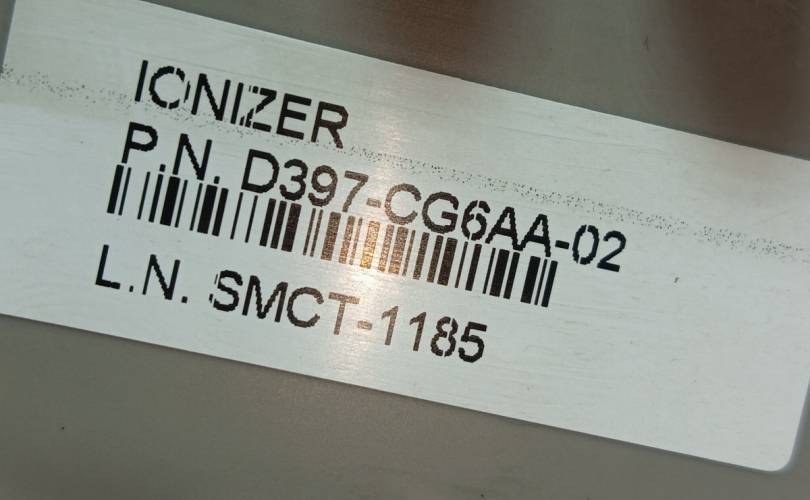 IONIZER
P.N. D397-CG6AA-02
L.N. SMCT-1185